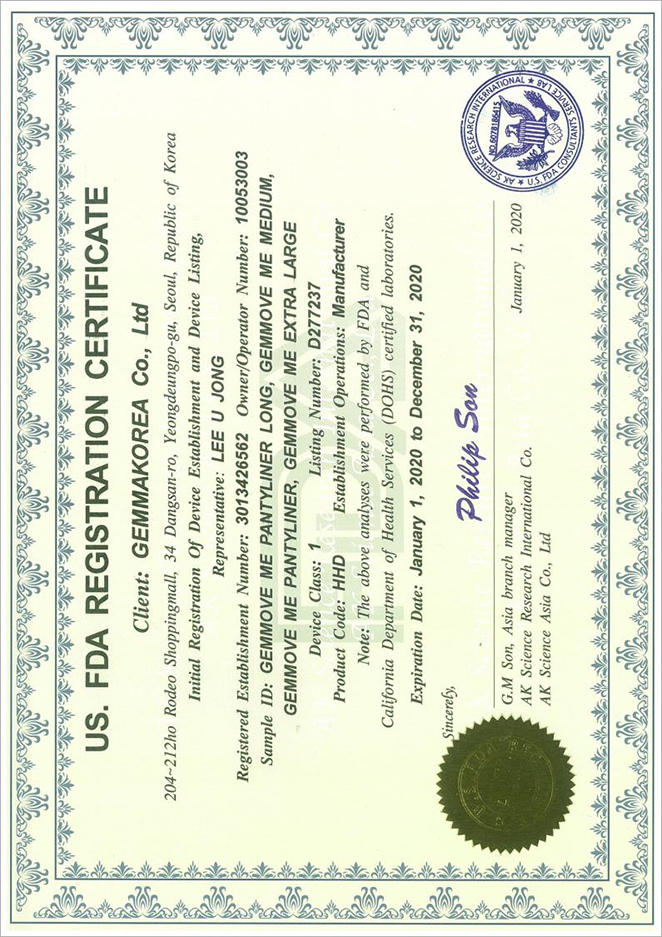 US. FDA REGISTRATION CERTIFICATE
Client: GEMMAKOREA Co., Ltd
204~212ho Rodeo Shoppingmall, 34 Dangsan-ro, Yeongdeungpo-gu, Seoul, Republic of Korea
Initial Registration Of Device Establishment and Device Listing,
Representative: LEE U JONG
Registered Establishment Number: 3013426562 Owner/Operator Number: 10053003
Sample ID: GEMMOVE ME PANTYLINER LONG, GEMMOVE ME MEDIUM,
GEMMOVE ME PANTYLINER, GEMMOVE ME EXTRA LARGE
Device Class: 1 Listing Number: D277237
Product Code: HHD Establishment Operations: Manufacturer
Note: The above analyses were performed by FDA and
California Department of Health Services (DOHS) certified laboratories.
Expiration Date: January 1, 2020 to December 31, 2020
Sincerefy,
Philip Son
G.M Son, Asia branch manager January 1, 2020
AK Science Research International Co.
AK Science Asia Co., Ltd
AK SCIENCE RESEARCH INTERNATIONAL ★ U.S. FDA CONSULTANTS SERVICE LAB ★
NO.6078186415